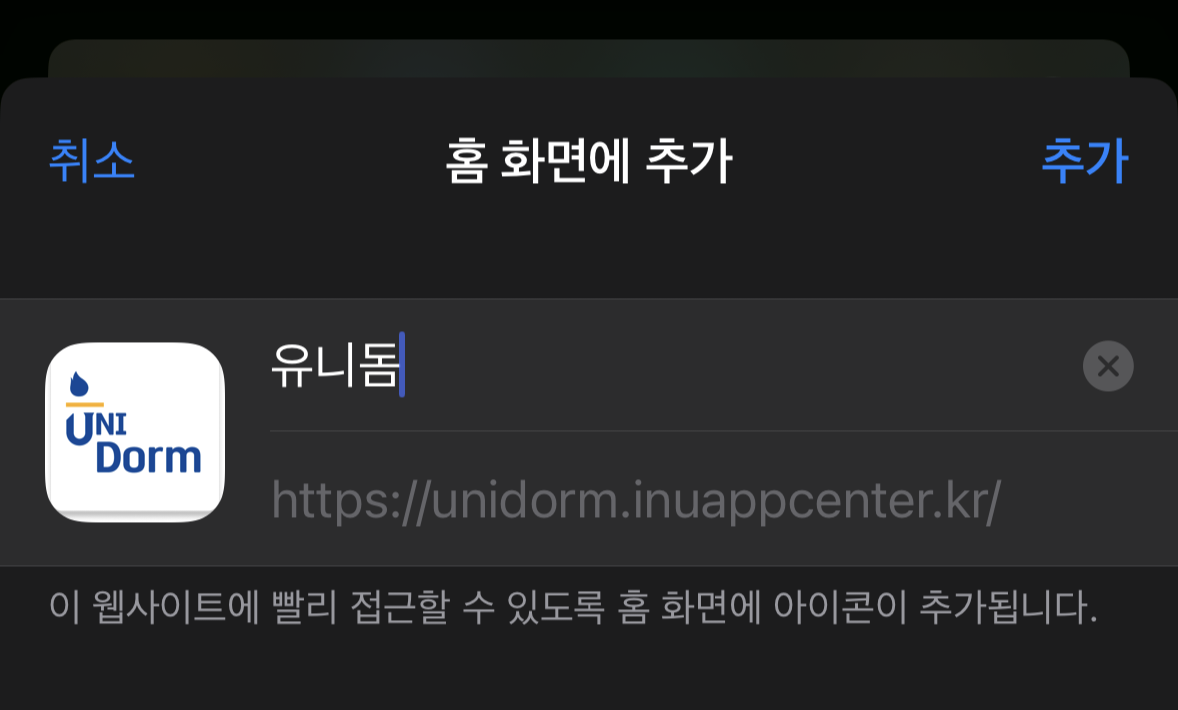 취소 홈 화면에 추가 추가
유니돔
UNI
Dorm
https://unidorm.inuappcenter.kr/
이 웹사이트에 빨리 접근할 수 있도록 홈 화면에 아이콘이 추가됩니다.